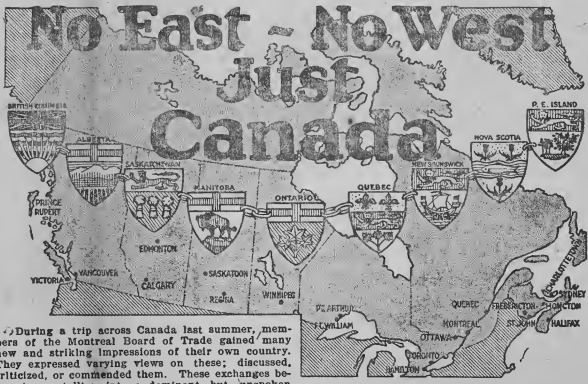 No East - No West
Just
Canada
BRITISH COLUMBIA
ALBERTA
SASKATCHEWAN
MANITOBA
ONTARIO
QUEBEC
NEW BRUNSWICK
NOVA SCOTIA
P. E. ISLAND
PRINCE
RUPERT
EDMONTON
VICTORIA
VANCOUVER
CALGARY
SASKATOON
REGINA
WINNIPEG
PT. ARTHUR
FT. WILLIAM
QUEBEC
MONTREAL
OTTAWA
TORONTO
HAMILTON
CHARLOTTETOWN
SYDNEY
FREDERICTON
MONCTON
ST. JOHN
HALIFAX
During a trip across Canada last summer, mem-
bers of the Montreal Board of Trade gained many
new and striking impressions of their own country.
They expressed varying views on these; discussed,
criticized, or commended them. These exchanges be-